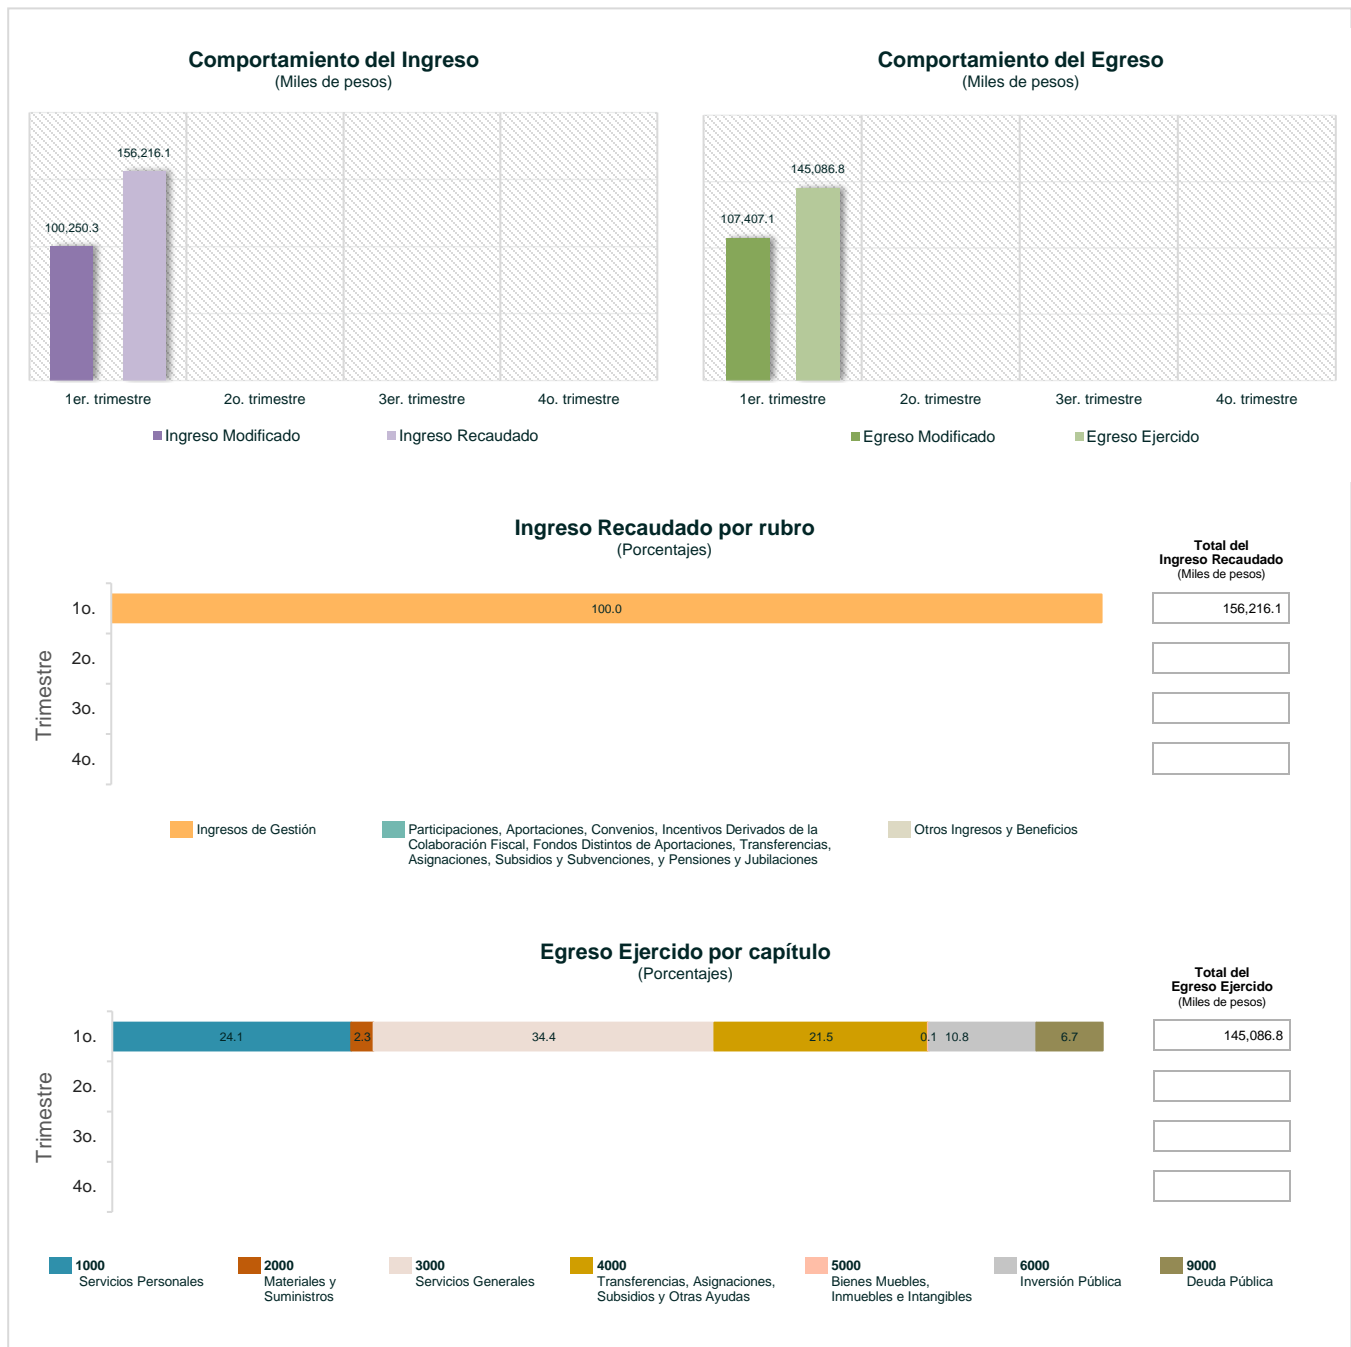 Comportamiento del Ingreso
(Miles de pesos)
156,216.1
100,250.3
1er. trimestre
2o. trimestre
3er. trimestre
4o. trimestre
Ingreso Modificado
Ingreso Recaudado
Comportamiento del Egreso
(Miles de pesos)
145,086.8
107,407.1
1er. trimestre
2o. trimestre
3er. trimestre
4o. trimestre
Egreso Modificado
Egreso Ejercido
Ingreso Recaudado por rubro
(Porcentajes)
Total del
Ingreso Recaudado
(Miles de pesos)
Trimestre
1o.
100.0
156,216.1
2o.
3o.
4o.
Ingresos de Gestión
Participaciones, Aportaciones, Convenios, Incentivos Derivados de la
Colaboración Fiscal, Fondos Distintos de Aportaciones, Transferencias,
Asignaciones, Subsidios y Subvenciones, y Pensiones y Jubilaciones
Otros Ingresos y Beneficios
Egreso Ejercido por capítulo
(Porcentajes)
Total del
Egreso Ejercido
(Miles de pesos)
Trimestre
1o.
24.1
2.3
34.4
21.5
0.1
10.8
6.7
145,086.8
2o.
3o.
4o.
1000
Servicios Personales
2000
Materiales y
Suministros
3000
Servicios Generales
4000
Transferencias, Asignaciones,
Subsidios y Otras Ayudas
5000
Bienes Muebles,
Inmuebles e Intangibles
6000
Inversión Pública
9000
Deuda Pública